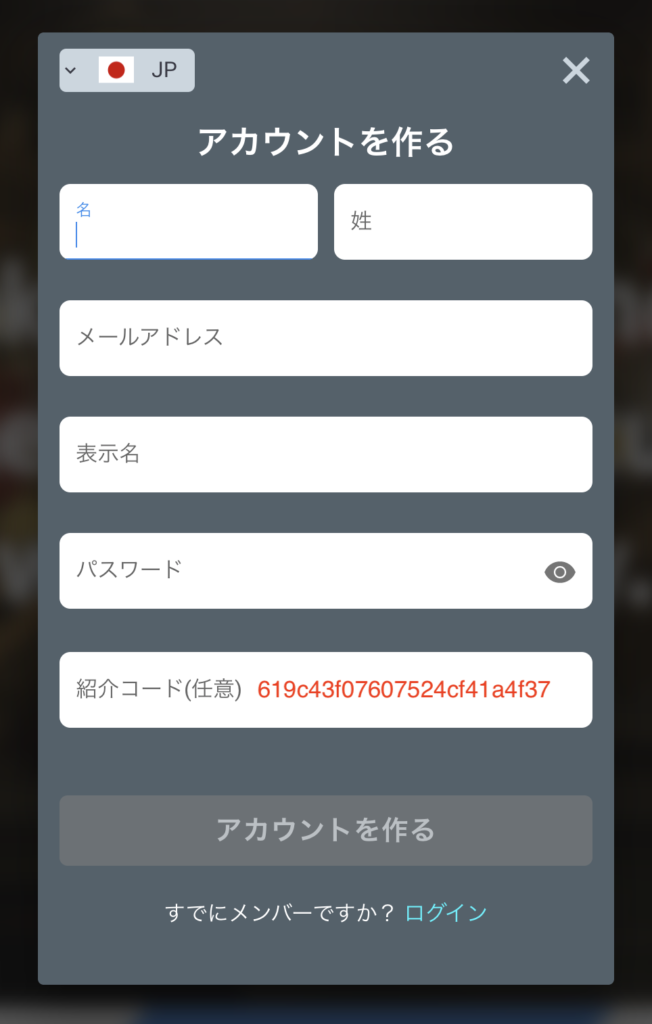 JP
アカウントを作る
名
姓
メールアドレス
表示名
パスワード
紹介コード(任意) 619c43f07607524cf41a4f37
アカウントを作る
すでにメンバーですか？ ログイン